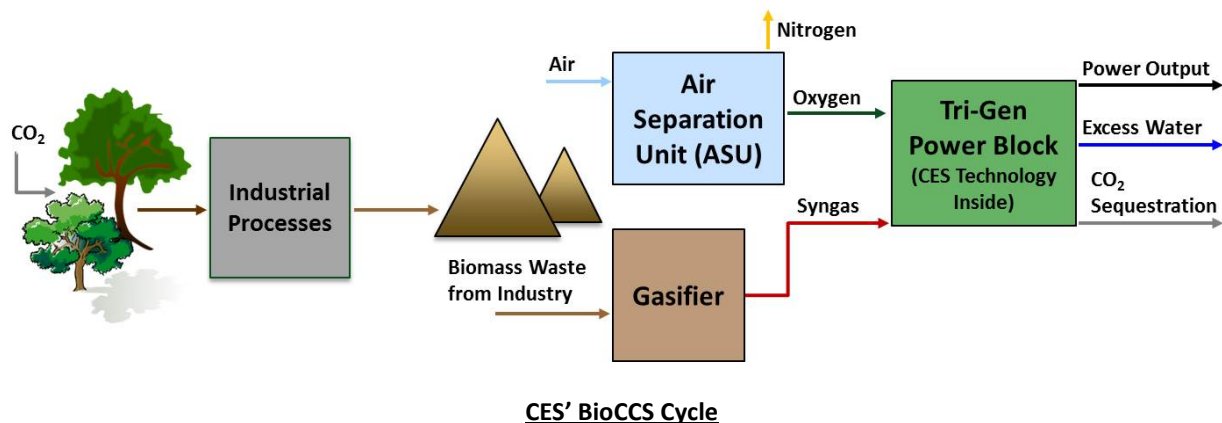 CO2
Industrial
Processes
Biomass Waste
from Industry
Air
Nitrogen
Air
Separation
Unit (ASU)
Oxygen
Gasifier
Syngas
Tri-Gen
Power Block
(CES Technology
Inside)
Power Output
Excess Water
CO2
Sequestration
CES' BioCCS Cycle